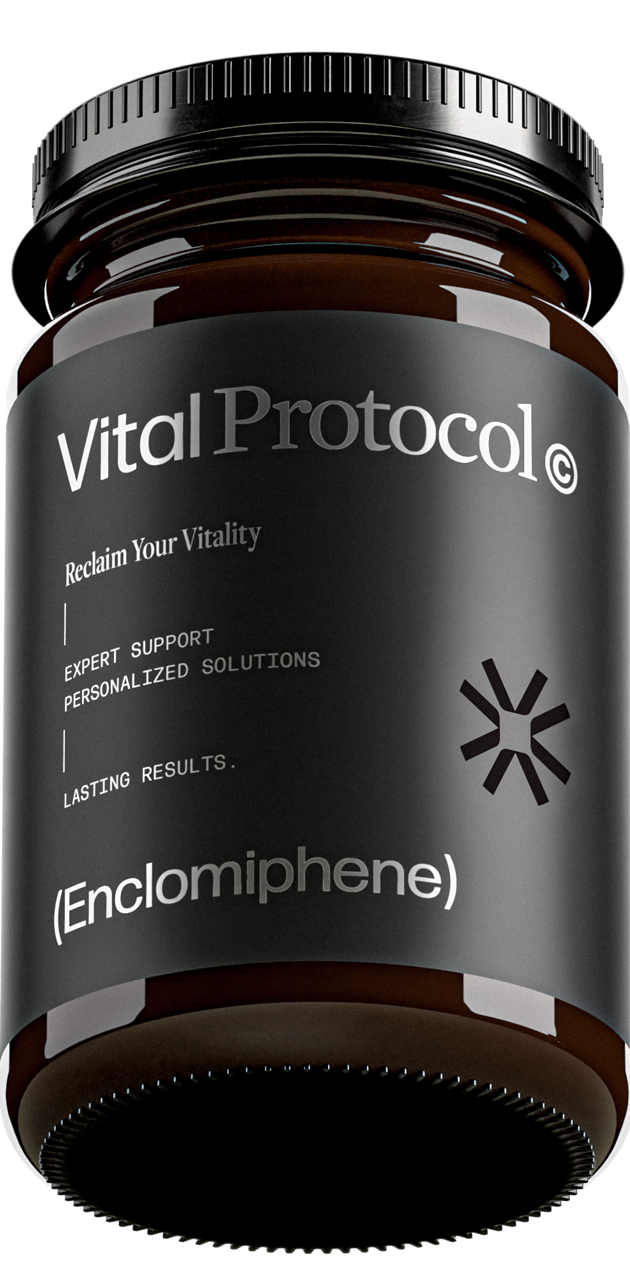 Vital Protocol ©
Reclaim Your Vitality
EXPERT SUPPORT
PERSONALIZED SOLUTIONS
LASTING RESULTS.
(Enclomiphene)